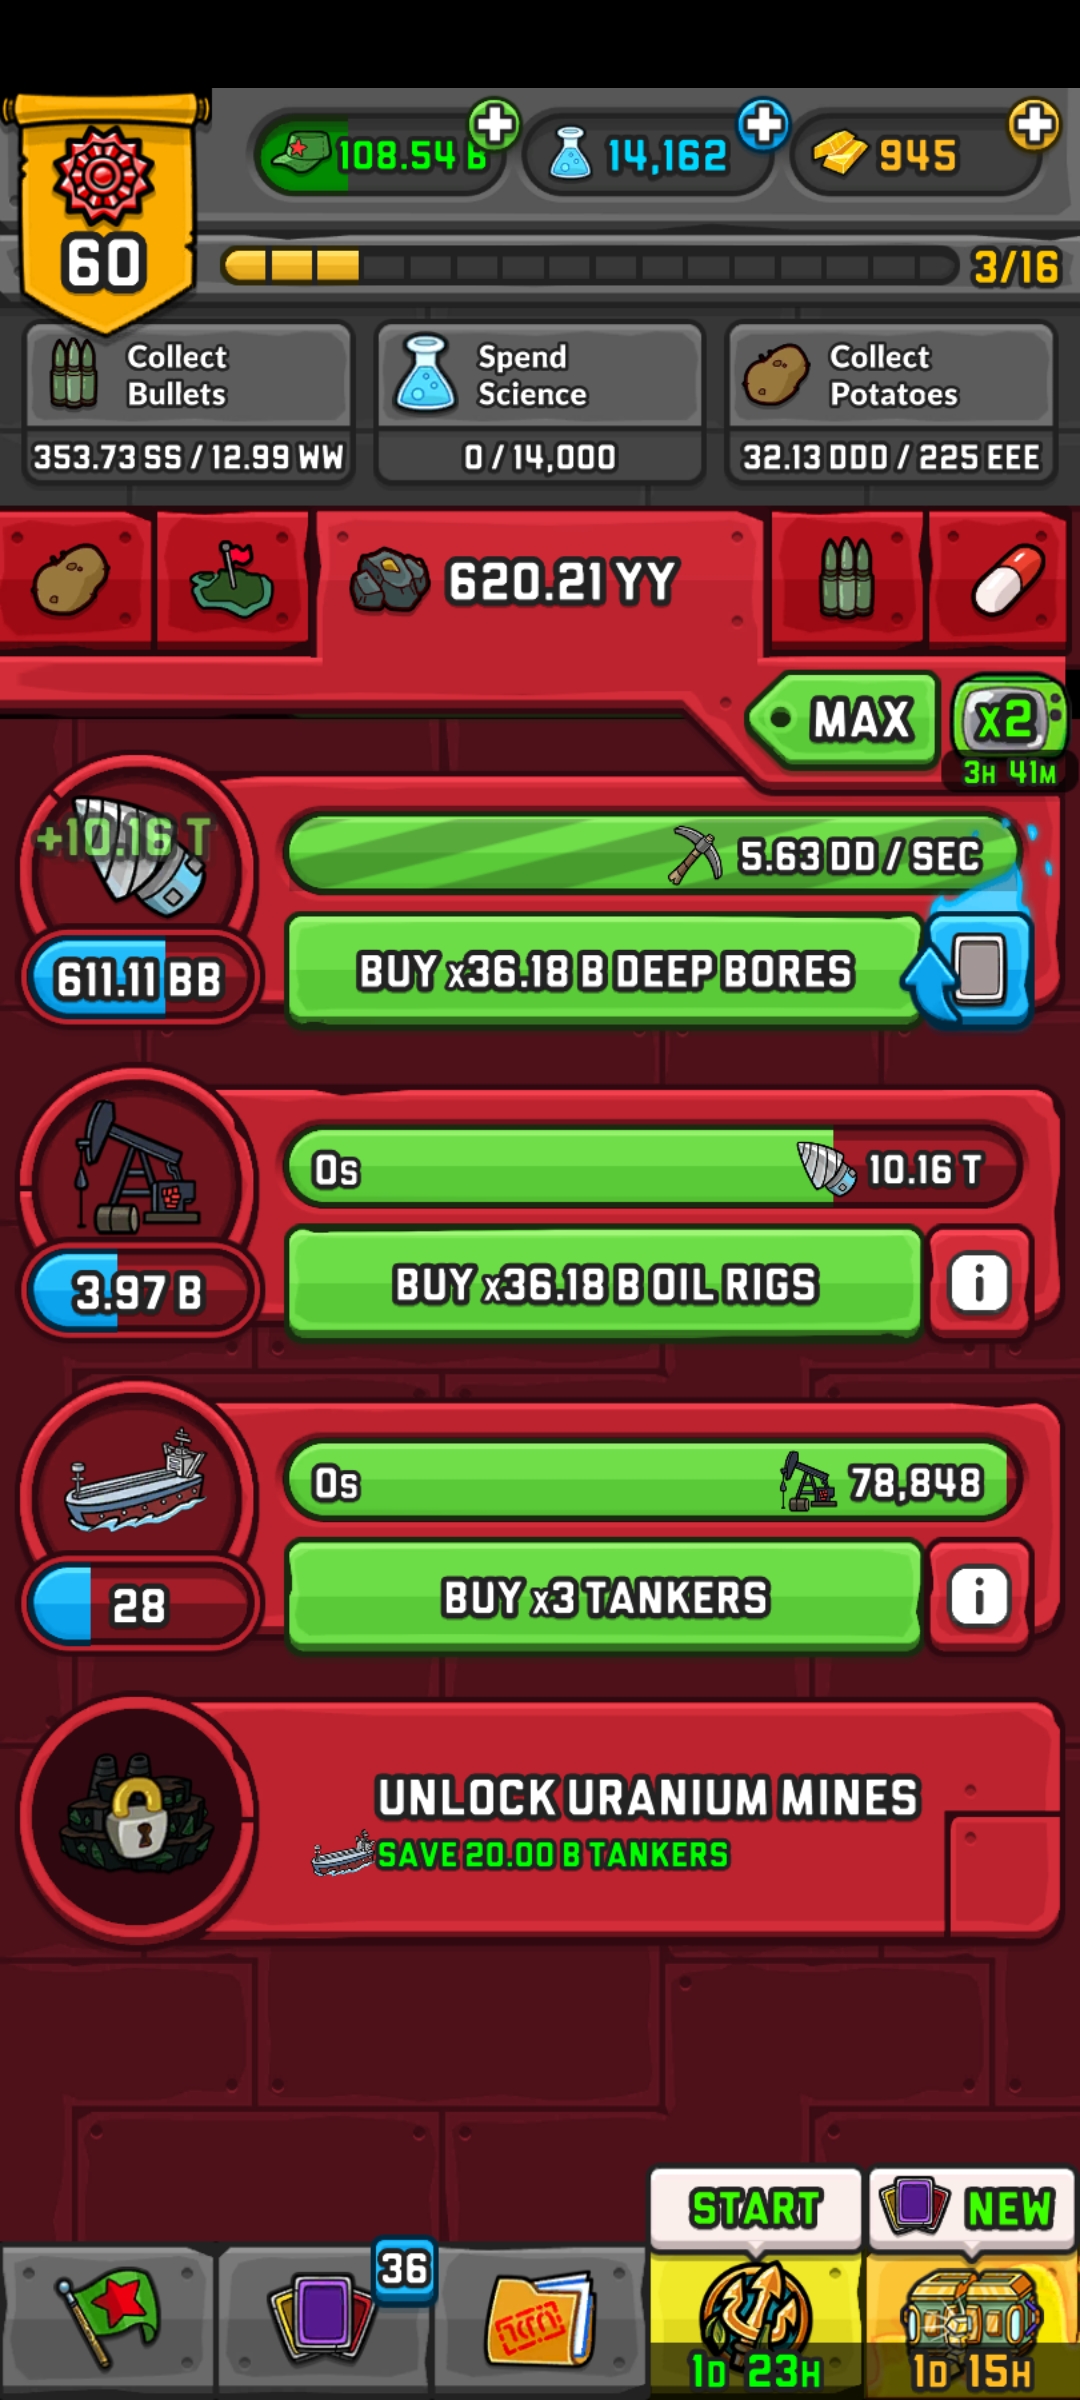 108.54 B
14,162
945
60
3/16
Collect
Bullets
353.73 SS / 12.99 WW
Spend
Science
0 / 14,000
Collect
Potatoes
32.13 DDD / 225 EEE
620.21 YY
MAX
x2
3H 41M
+10.16 T
5.63 DD / SEC
611.11 BB
BUY x36.18 B DEEP BORES
0s
10.16 T
3.97 B
BUY x36.18 B OIL RIGS
i
0s
78,848
28
BUY x3 TANKERS
i
UNLOCK URANIUM MINES
SAVE 20.00 B TANKERS
START
NEW
36
1D 23H
1D 15H